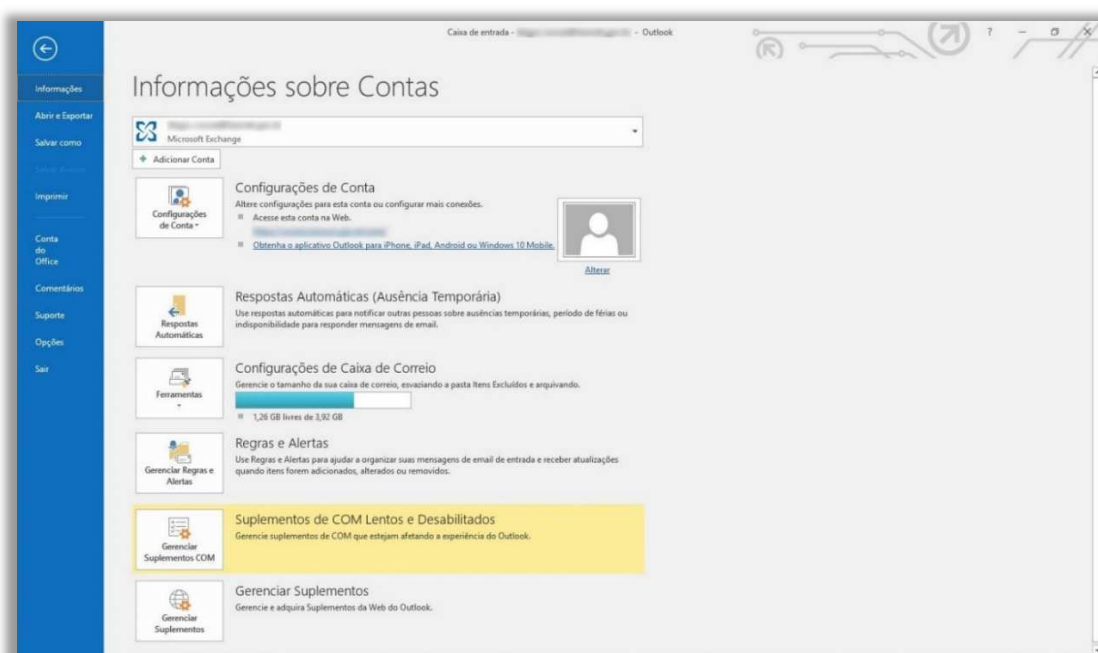 Caixa de entrada - - Outlook
?
Informações
Abrir e Exportar
Salvar como
Imprimir
Conta
do
Office
Comentários
Suporte
Opções
Sair
Informações sobre Contas
Microsoft Exchange
Adicionar Conta
Configurações
de Conta
Configurações de Conta
Altere configurações para esta conta ou configurar mais conexões.
Acesse esta conta na Web.
Obtenha o aplicativo Outlook para iPhone, iPad, Android ou Windows 10 Mobile.
Alterar
Respostas
Automáticas
Respostas Automáticas (Ausência Temporária)
Use respostas automáticas para notificar outras pessoas sobre ausências temporárias, período de férias ou
indisponibilidade para responder mensagens de email.
Ferramentas
Configurações de Caixa de Correio
Gerencie o tamanho da sua caixa de correio, esvaziando a pasta Itens Excluídos e arquivando.
1,26 GB livres de 3,92 GB
Gerenciar Regras e
Alertas
Regras e Alertas
Use Regras e Alertas para ajudar a organizar suas mensagens de email de entrada e receber atualizações
quando itens forem adicionados, alterados ou removidos.
Gerenciar
Suplementos COM
Suplementos de COM Lentos e Desabilitados
Gerencie suplementos de COM que estejam afetando a experiência do Outlook.
Gerenciar
Suplementos
Gerenciar Suplementos
Gerencie e adquira Suplementos da Web do Outlook.